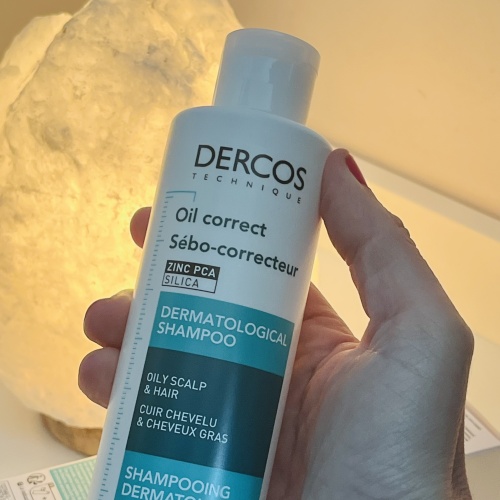 DERCOS
TECHNIQUE
Oil correct
Sébo-correcteur
ZINC PCA
SILICA
DERMATOLOGICAL
SHAMPOO
OILY SCALP
& HAIR
CUIR CHEVELU
& CHEVEUX GRAS
SHAMPOOING